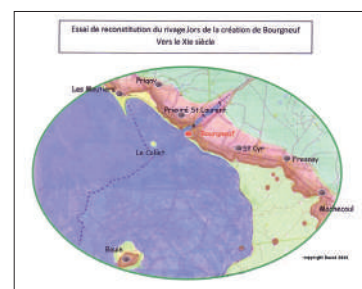 Essai de reconstitution du rivage lors de la création de Bourgneuf
Vers le XIe siècle
Prigny
Les Moutiers
Prieuré St Laurent
Bourgneuf
Le Collet
St Cyr
Fresnay
Machecoul
Bouin